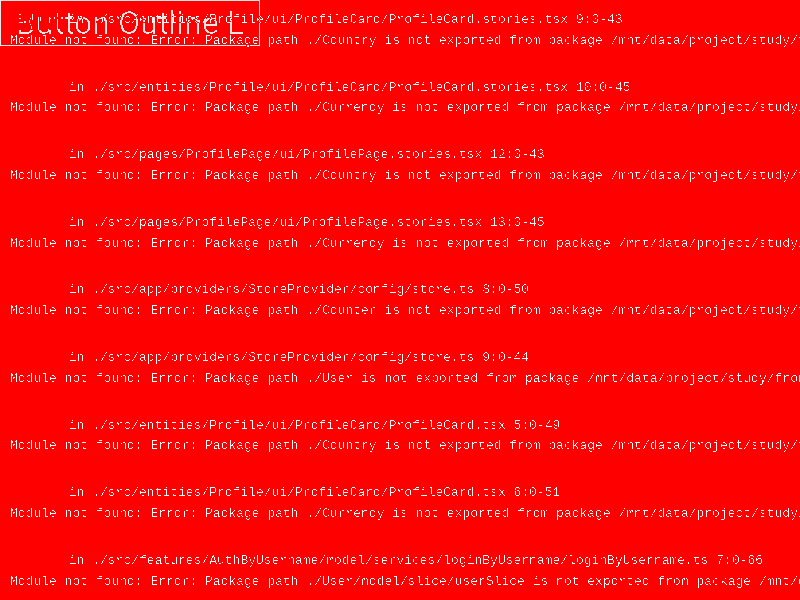 Button Outline L
in ./src/entities/Profile/ui/ProfileCard/ProfileCard.stories.tsx 9:0-43
Module not found: Error: Package path ./Country is not exported from package /mnt/data/project/study/
in ./src/entities/Profile/ui/ProfileCard/ProfileCard.stories.tsx 10:0-45
Module not found: Error: Package path ./Currency is not exported from package /mnt/data/project/study/
in ./src/pages/ProfilePage/ui/ProfilePage.stories.tsx 12:0-43
Module not found: Error: Package path ./Country is not exported from package /mnt/data/project/study/
in ./src/pages/ProfilePage/ui/ProfilePage.stories.tsx 13:0-45
Module not found: Error: Package path ./Currency is not exported from package /mnt/data/project/study/
in ./src/app/providers/StoreProvider/config/store.ts 8:0-50
Module not found: Error: Package path ./Counter is not exported from package /mnt/data/project/study/
in ./src/app/providers/StoreProvider/config/store.ts 9:0-44
Module not found: Error: Package path ./User is not exported from package /mnt/data/project/study/fron
in ./src/entities/Profile/ui/ProfileCard/ProfileCard.tsx 5:0-49
Module not found: Error: Package path ./Country is not exported from package /mnt/data/project/study/
in ./src/entities/Profile/ui/ProfileCard/ProfileCard.tsx 6:0-51
Module not found: Error: Package path ./Currency is not exported from package /mnt/data/project/study/
in ./src/features/AuthByUsername/model/services/loginByUsername/loginByUsername.ts 7:0-66
Module not found: Error: Package path ./User/model/slice/userSlice is not exported from package /mnt/